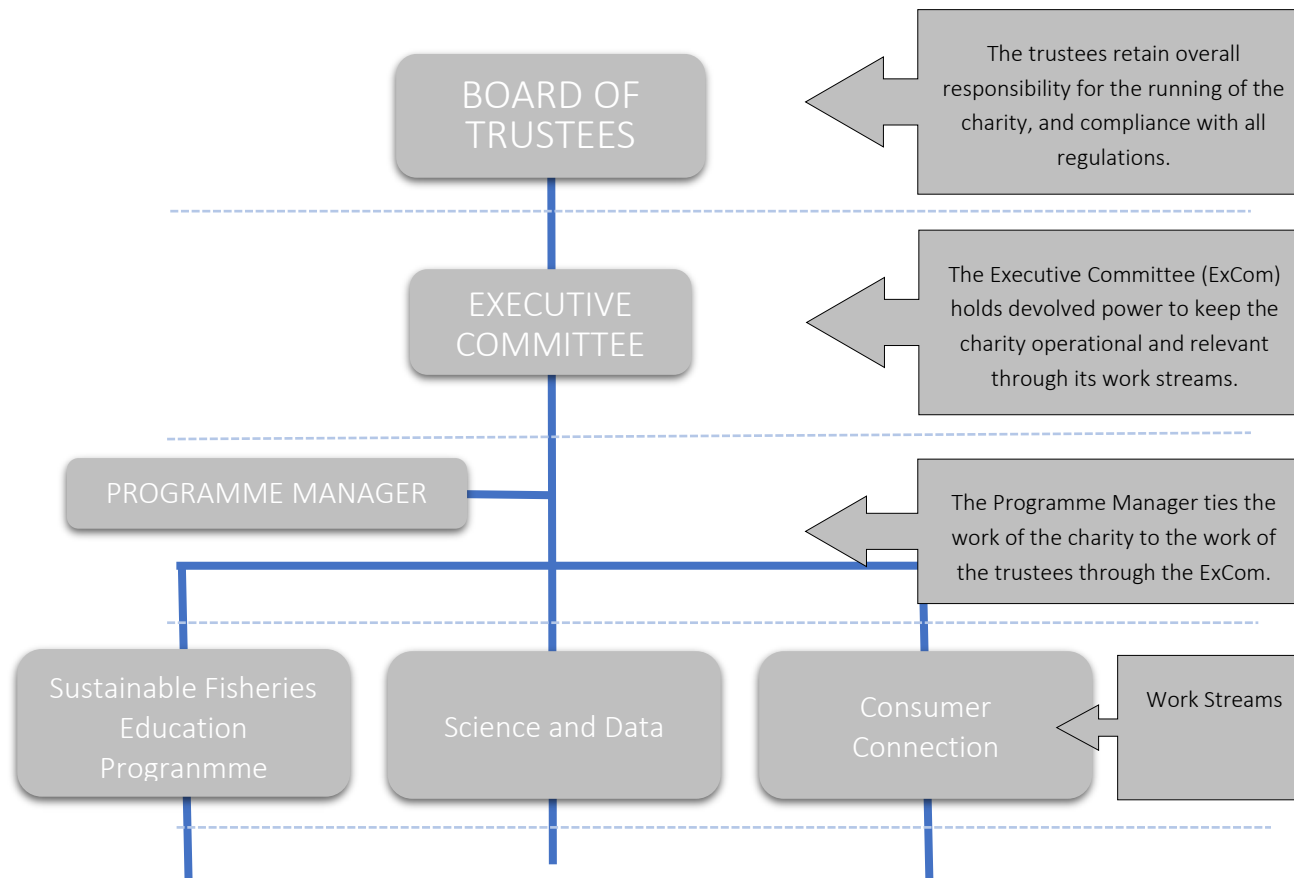 BOARD OF
TRUSTEES
The trustees retain overall
responsibility for the running of the
charity, and compliance with all
regulations.
EXECUTIVE
COMMITTEE
The Executive Committee (ExCom)
holds devolved power to keep the
charity operational and relevant
through its work streams.
PROGRAMME MANAGER
The Programme Manager ties the
work of the charity to the work of
the trustees through the ExCom.
Sustainable Fisheries
Education
Progranmme
Science and Data
Consumer
Connection
Work Streams